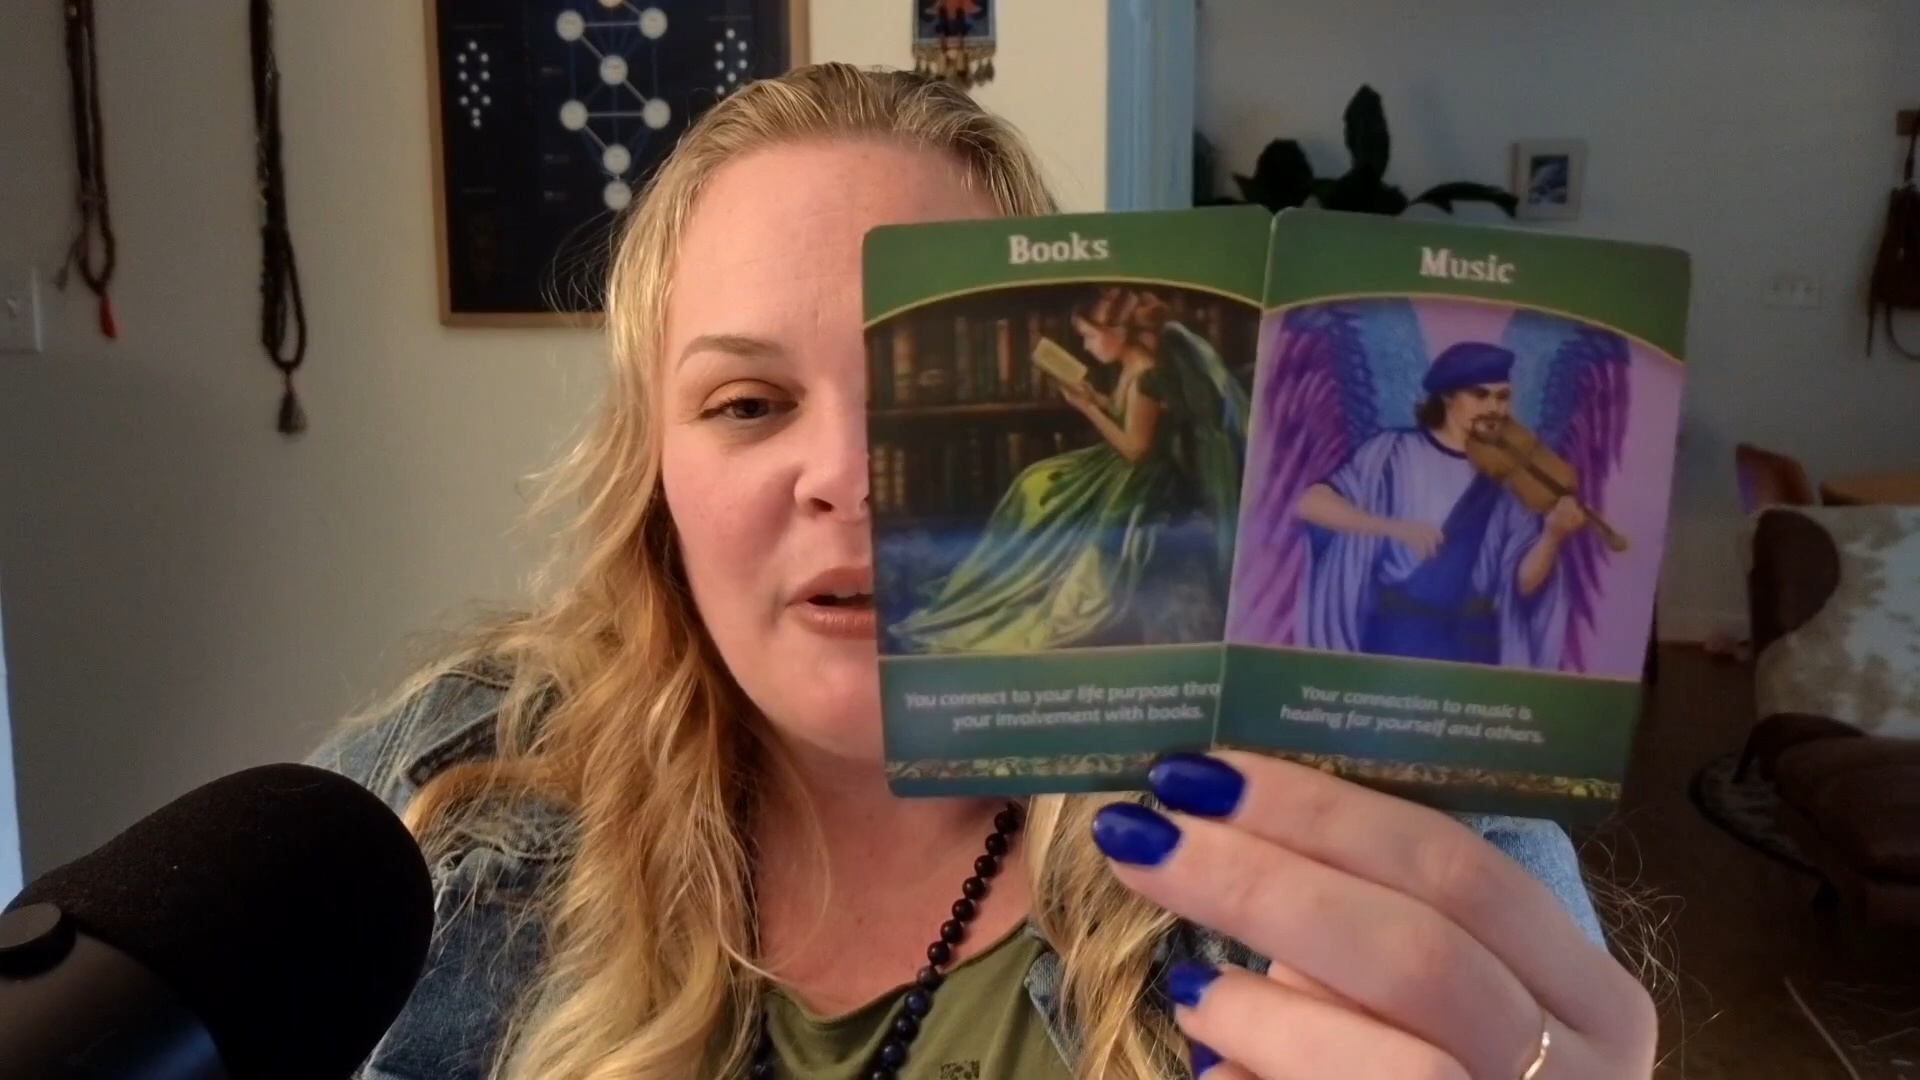 Books
You connect to your life purpose thro
your involvement with books.
Music
Your connection to music is
healing for yourself and others.